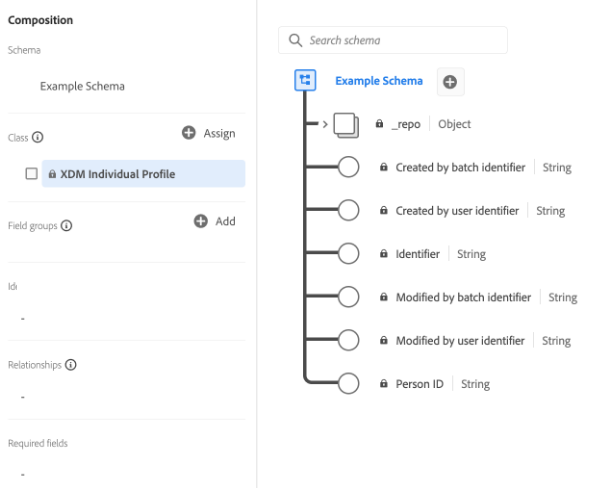 Composition
Schema
Example Schema
Class
Assign
XDM Individual Profile
Field groups
Add
Relationships
-
Required fields
-
Search schema
Example Schema
_repo Object
Created by batch identifier String
Created by user identifier String
Identifier String
Modified by batch identifier String
Modified by user identifier String
Person ID String